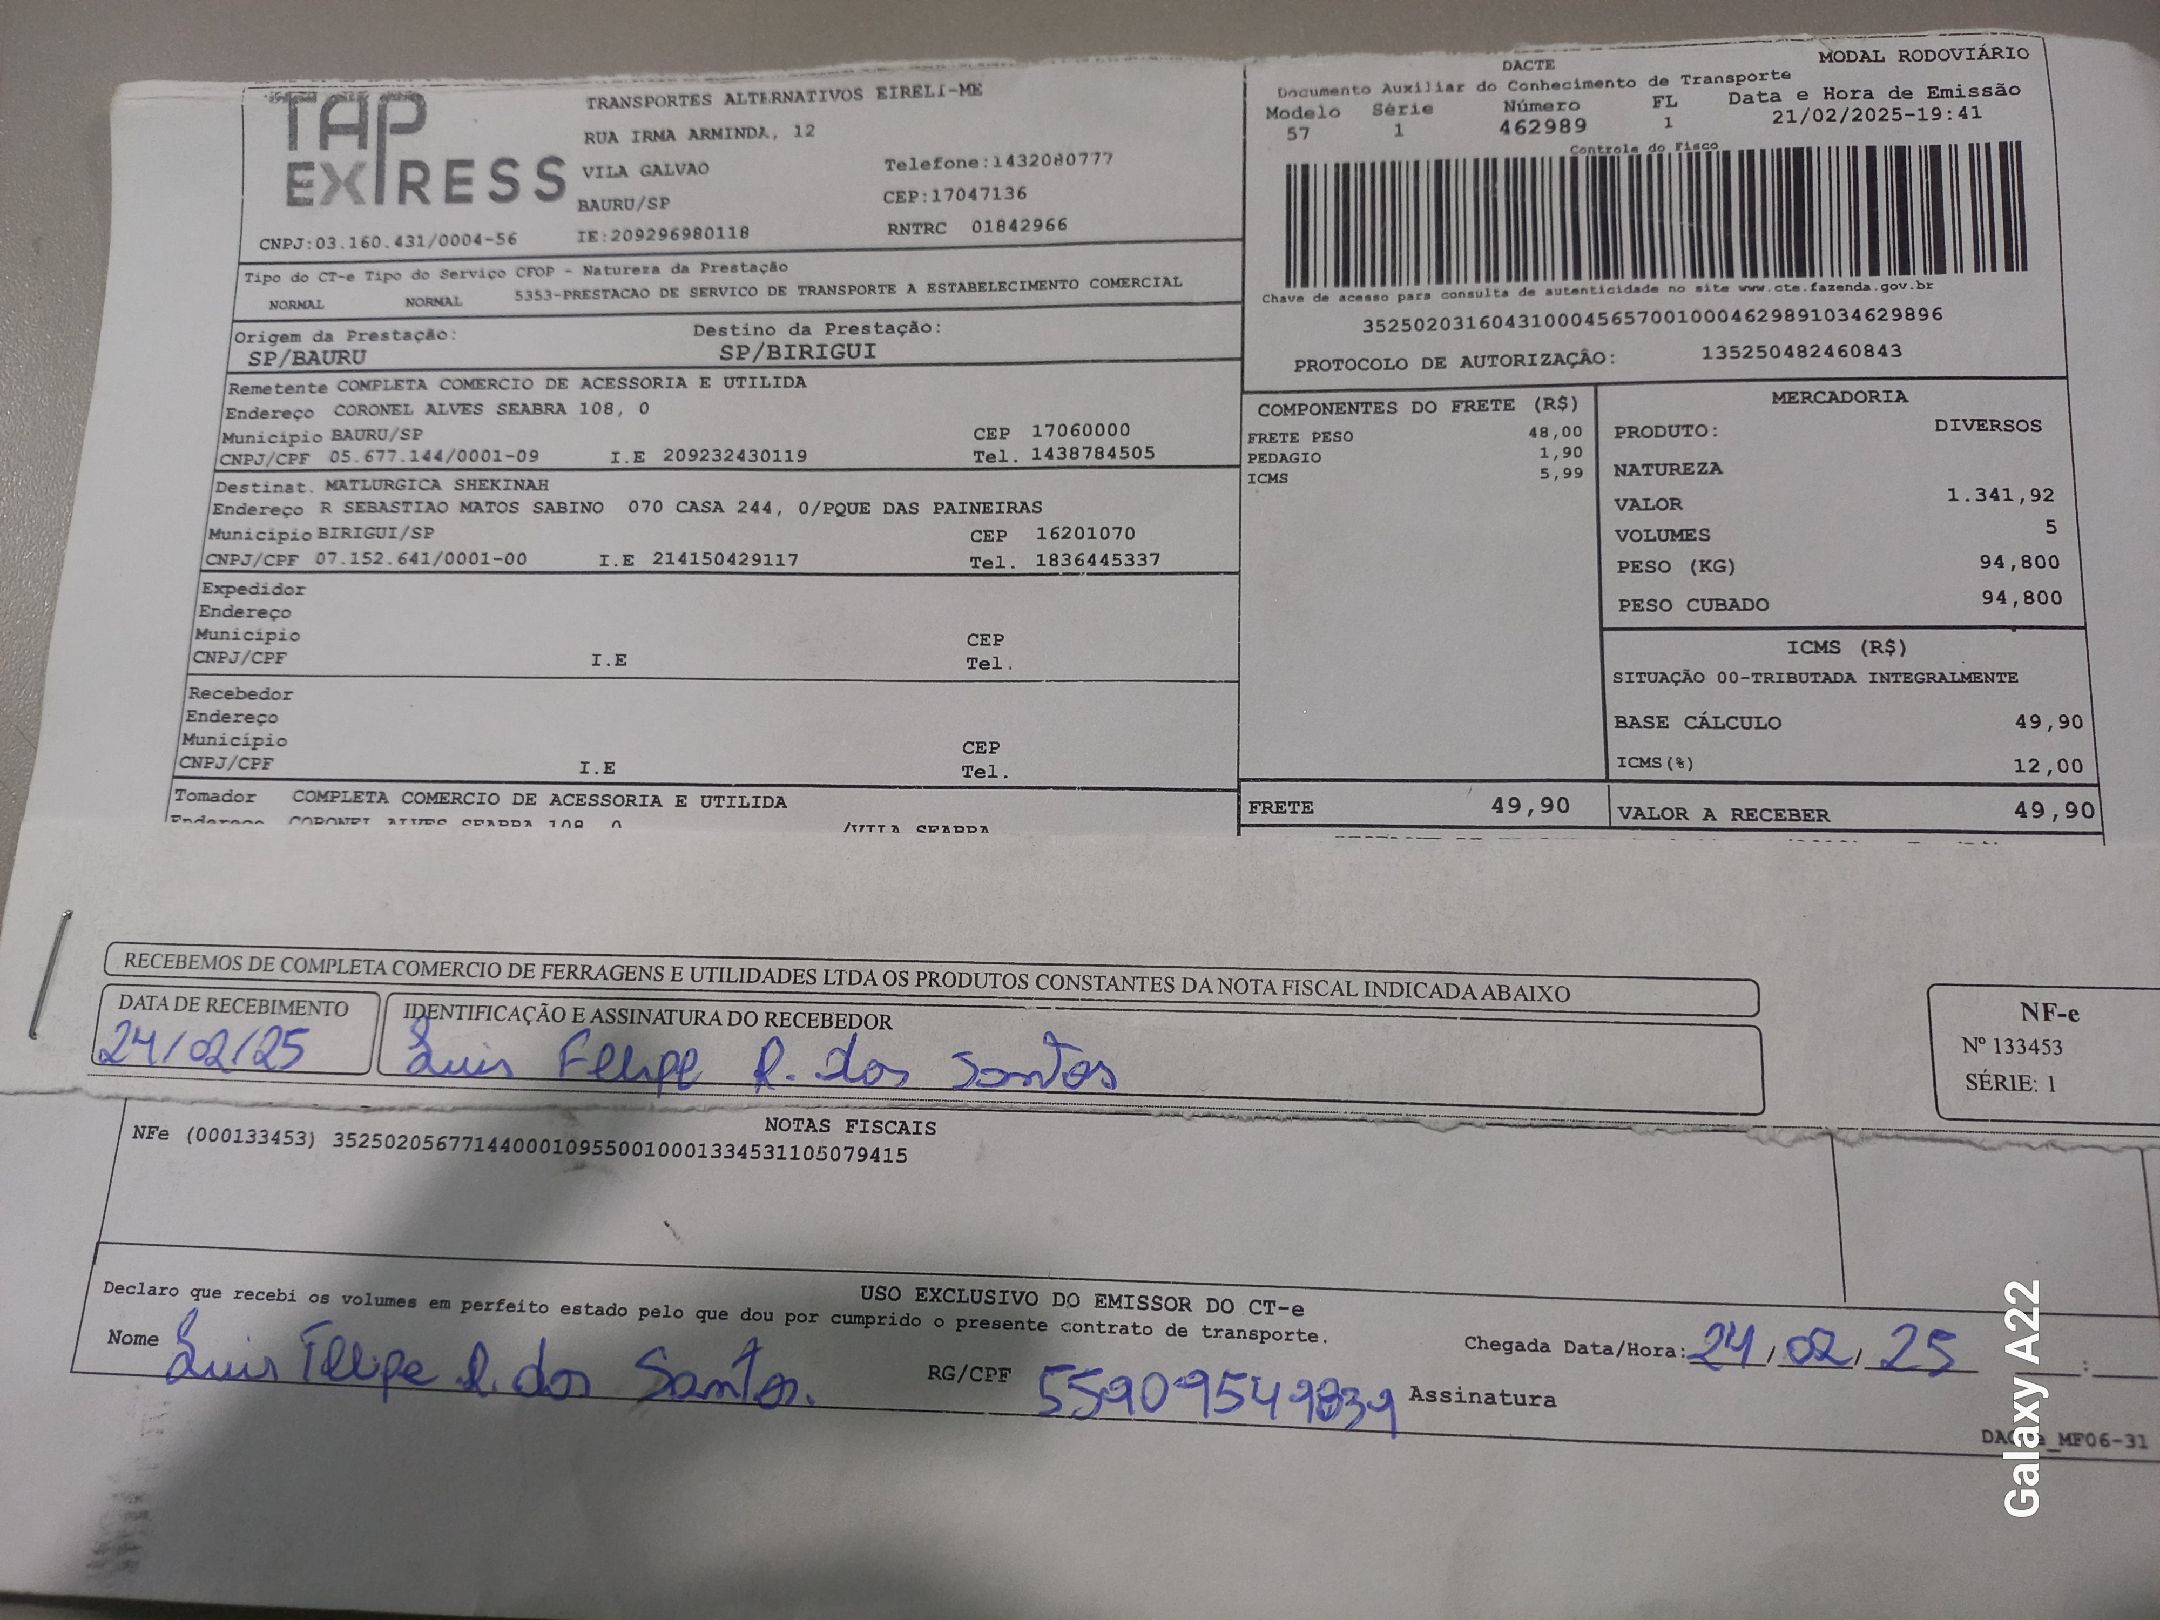 TAP EXPRESS
TRANSPORTES ALTERNATIVOS EIRELI-ME
RUA IRMA ARMINDA, 12
VILA GALVAO Telefone:1432080777
BAURU/SP CEP:17047136
CNPJ:03.160.431/0004-56 IE:209296980118 RNTRC 01842966
DACTE MODAL RODOVIÁRIO
Documento Auxiliar do Conhecimento de Transporte
Modelo Série Número FL Data e Hora de Emissão
57 1 462989 1 21/02/2025-19:41
Controle do Fisco
Chave de acesso para consulta de autenticidade no site www.cte.fazenda.gov.br
35250203160431000456570010004629891034629896
PROTOCOLO DE AUTORIZAÇÃO: 135250482460843
Tipo do CT-e Tipo do Serviço CFOP - Natureza da Prestação
NORMAL NORMAL 5353-PRESTACAO DE SERVICO DE TRANSPORTE A ESTABELECIMENTO COMERCIAL
Origem da Prestação: Destino da Prestação:
SP/BAURU SP/BIRIGUI
Remetente COMPLETA COMERCIO DE ACESSORIA E UTILIDA
Endereço CORONEL ALVES SEABRA 108, 0
Município BAURU/SP CEP 17060000
CNPJ/CPF 05.677.144/0001-09 I.E 209232430119 Tel. 1438784505
Destinat. MATLURGICA SHEKINAH
Endereço R SEBASTIAO MATOS SABINO 070 CASA 244, 0/PQUE DAS PAINEIRAS
Município BIRIGUI/SP CEP 16201070
CNPJ/CPF 07.152.641/0001-00 I.E 214150429117 Tel. 1836445337
Expedidor
Endereço
Município CEP
CNPJ/CPF I.E Tel.
Recebedor
Endereço
Município CEP
CNPJ/CPF I.E Tel.
Tomador COMPLETA COMERCIO DE ACESSORIA E UTILIDA
Endereço CORONEL ALVES SEABRA 108, 0 /VILA SEABRA
COMPONENTES DO FRETE (R$)
FRETE PESO 48,00
PEDAGIO 1,90
ICMS 5,99
FRETE 49,90
MERCADORIA
PRODUTO: DIVERSOS
NATUREZA
VALOR 1.341,92
VOLUMES 5
PESO (KG) 94,800
PESO CUBADO 94,800
ICMS (R$)
SITUAÇÃO 00-TRIBUTADA INTEGRALMENTE
BASE CÁLCULO 49,90
ICMS(%) 12,00
VALOR A RECEBER 49,90
RECEBEMOS DE COMPLETA COMERCIO DE FERRAGENS E UTILIDADES LTDA OS PRODUTOS CONSTANTES DA NOTA FISCAL INDICADA ABAIXO
DATA DE RECEBIMENTO IDENTIFICAÇÃO E ASSINATURA DO RECEBEDOR
24/02/25 Luis Felipe R. dos Santos
NF-e
Nº 133453
SÉRIE: 1
NOTAS FISCAIS
NFe (000133453) 35250205677144000109550010001334531105079415
USO EXCLUSIVO DO EMISSOR DO CT-e
Declaro que recebi os volumes em perfeito estado pelo que dou por cumprido o presente contrato de transporte.
Nome Luis Felipe R. dos Santos. RG/CPF 55909549839 Assinatura
Chegada Data/Hora: 24/02/25 :
MF06-31
Galaxy A22